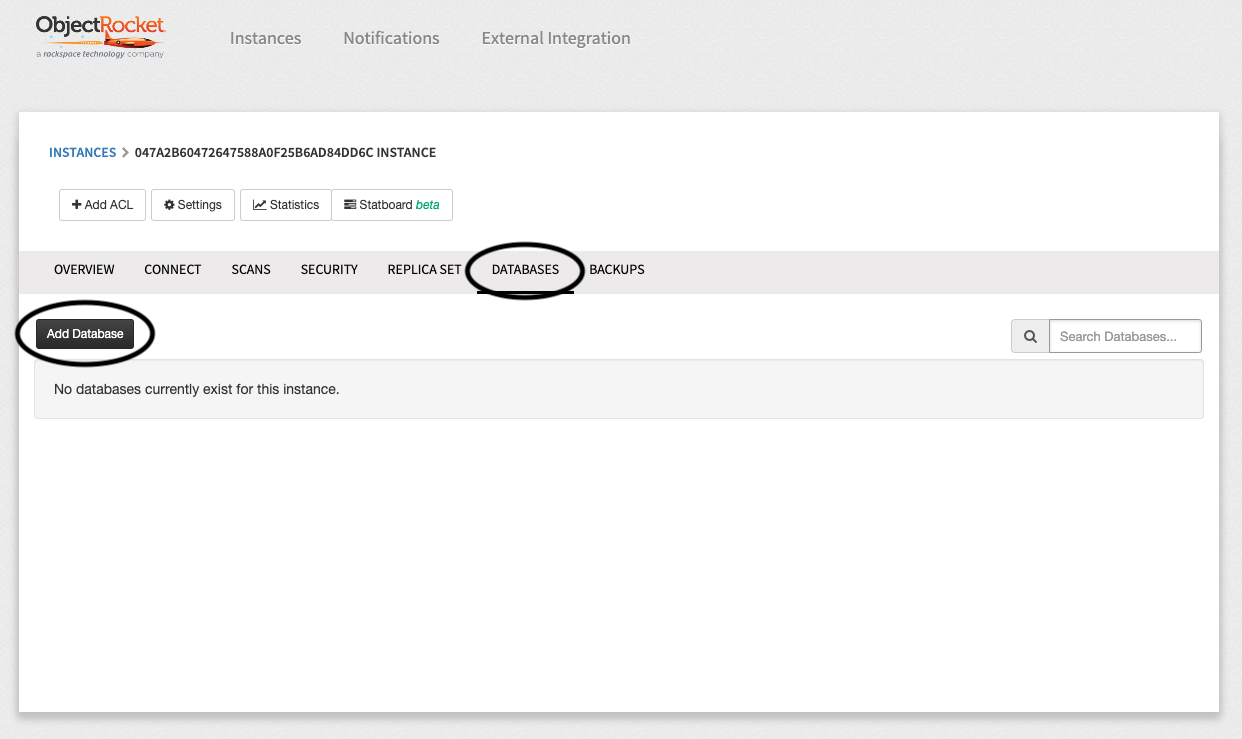 ObjectRocket
a rackspace technology company
Instances Notifications External Integration
INSTANCES > 047A2B60472647588A0F25B6AD84DD6C INSTANCE
+ Add ACL Settings Statistics Statboard beta
OVERVIEW CONNECT SCANS SECURITY REPLICA SET DATABASES BACKUPS
Add Database Search Databases...
No databases currently exist for this instance.